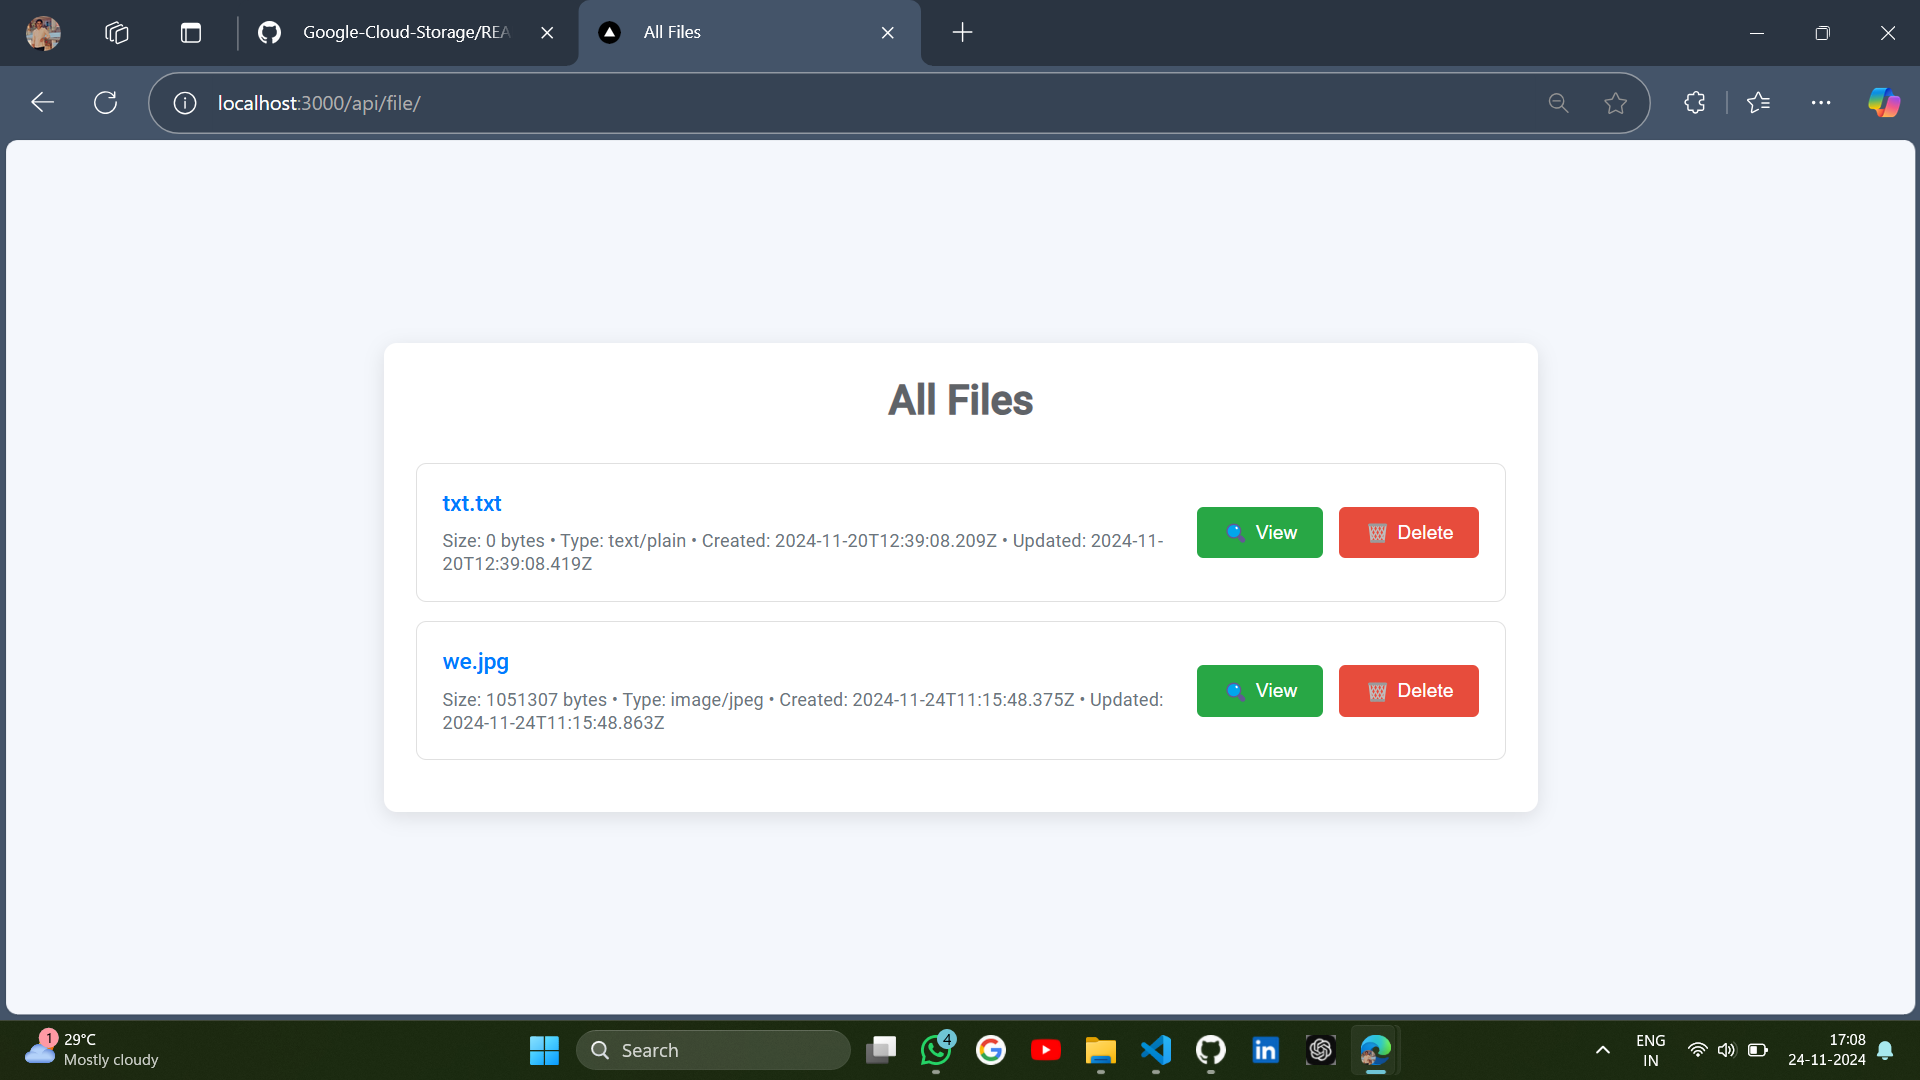 Google-Cloud-Storage/REA
All Files
localhost:3000/api/file/
All Files
txt.txt
Size: 0 bytes • Type: text/plain • Created: 2024-11-20T12:39:08.209Z • Updated: 2024-11-
20T12:39:08.419Z
View
Delete
we.jpg
Size: 1051307 bytes • Type: image/jpeg • Created: 2024-11-24T11:15:48.375Z • Updated:
2024-11-24T11:15:48.863Z
View
Delete
1
29°C
Mostly cloudy
Search
4
in
ENG
IN
17:08
24-11-2024